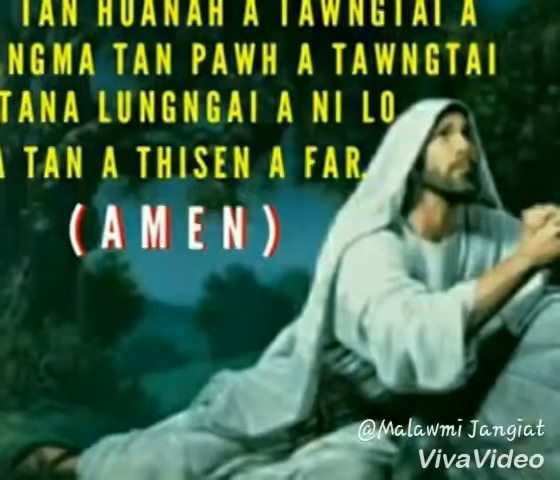 TAN HUANAH A TAWNGTAI A
NGMA TAN PAWH A TAWNGTAI
TANA LUNGNGAI A NI LO
A TAN A THISEN A FAR.
(AMEN)
@Malawmi Jangiat
VivaVideo